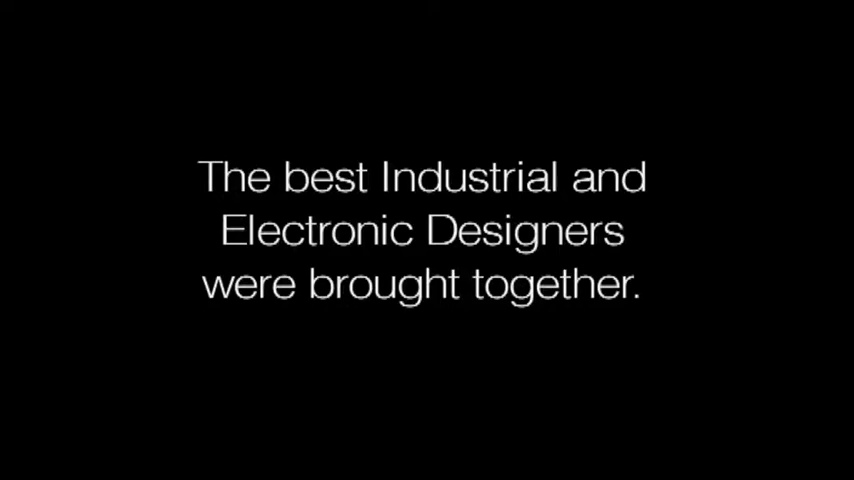 The best Industrial and
Electronic Designers
were brought together.